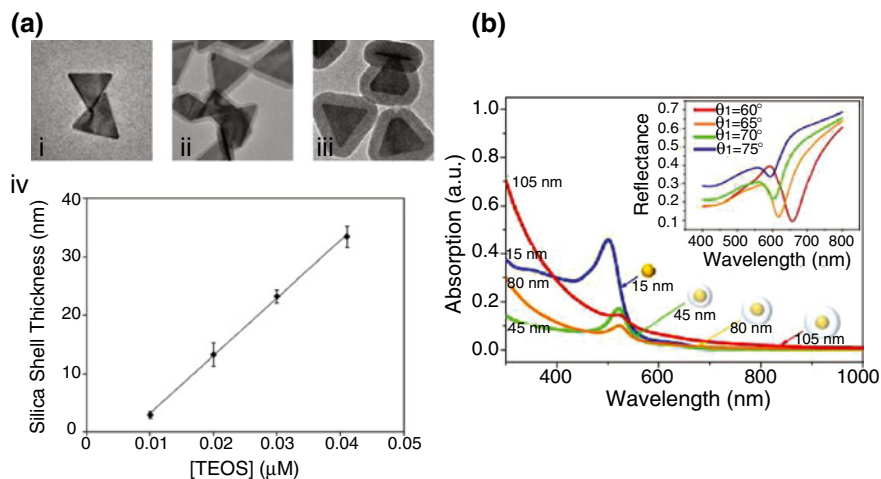 (a)
i
ii
iii
iv
Silica Shell Thickness (nm)
40
30
20
10
0
0
0.01
0.02
0.03
0.04
0.05
[TEOS] (μM)
(b)
Absorption (a.u.)
1.0
0.8
0.6
0.4
0.2
0.0
400
600
800
1000
Wavelength (nm)
105 nm
15 nm
80 nm
45 nm
15 nm
45 nm
80 nm
105 nm
Reflectance
0.7
0.6
0.5
0.4
0.3
0.2
0.1
400
500
600
700
800
Wavelength (nm)
θ1=60°
θ1=65°
θ1=70°
θ1=75°